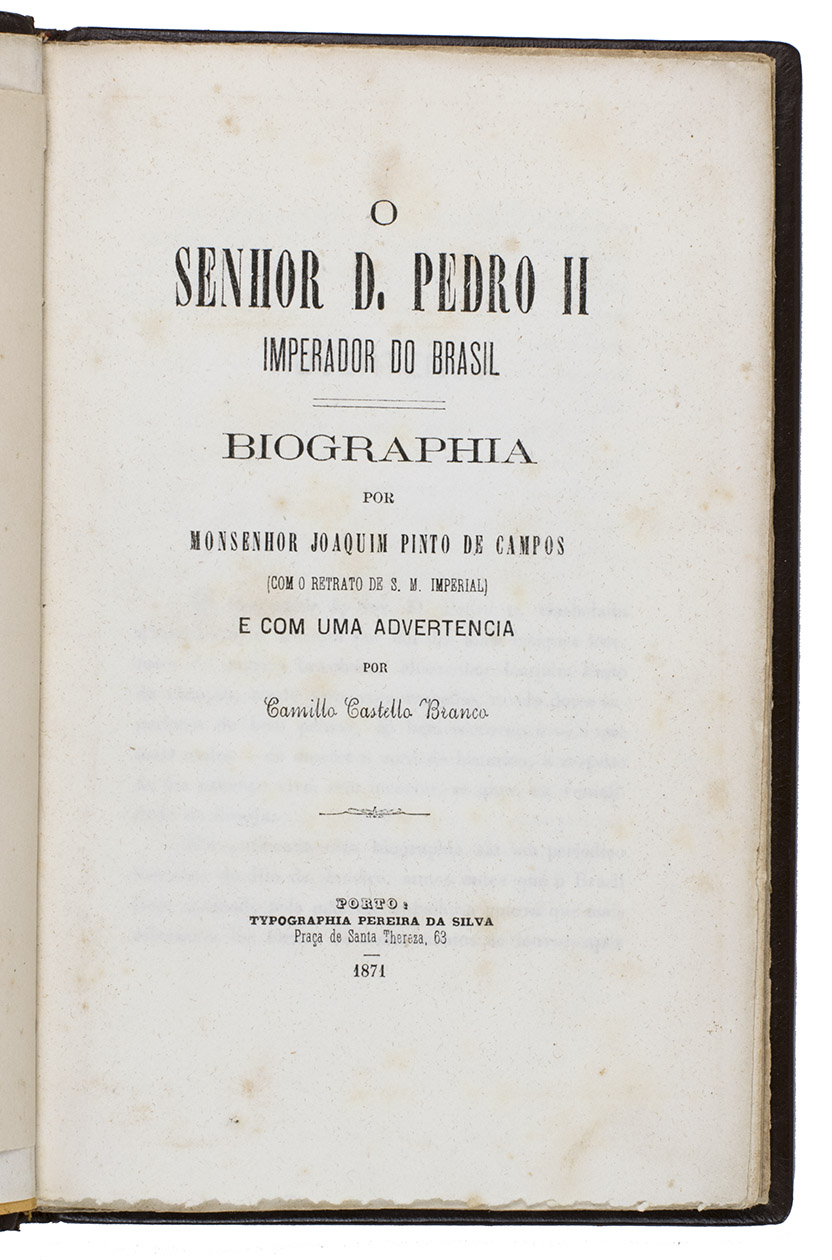 O
SENHOR D. PEDRO II
IMPERADOR DO BRASIL
BIOGRAPHIA
POR
MONSENHOR JOAQUIM PINTO DE CAMPOS
(COM O RETRATO DE S. M. IMPERIAL)
E COM UMA ADVERTENCIA
POR
Camillo Castello Branco
PORTO:
TYPOGRAPHIA PEREIRA DA SILVA
Praça de Santa Thereza, 63
1871